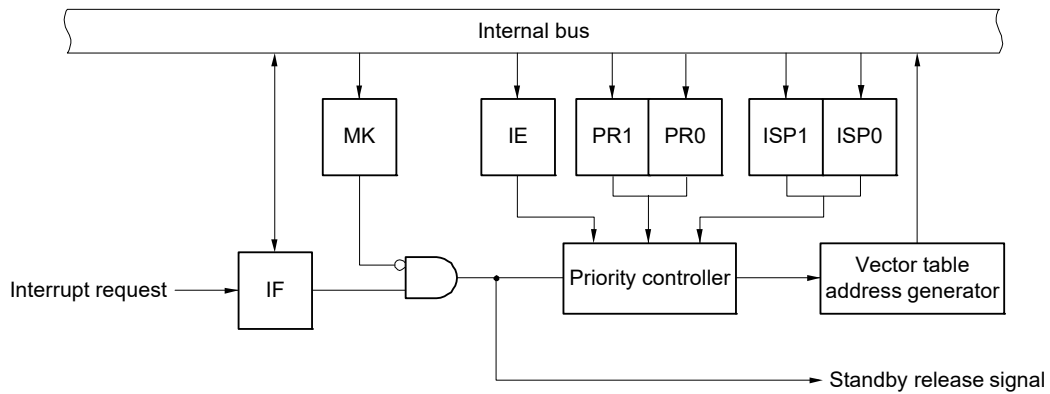 Internal bus
MK
IE
PR1
PR0
ISP1
ISP0
Interrupt request
IF
Priority controller
Vector table
address generator
Standby release signal